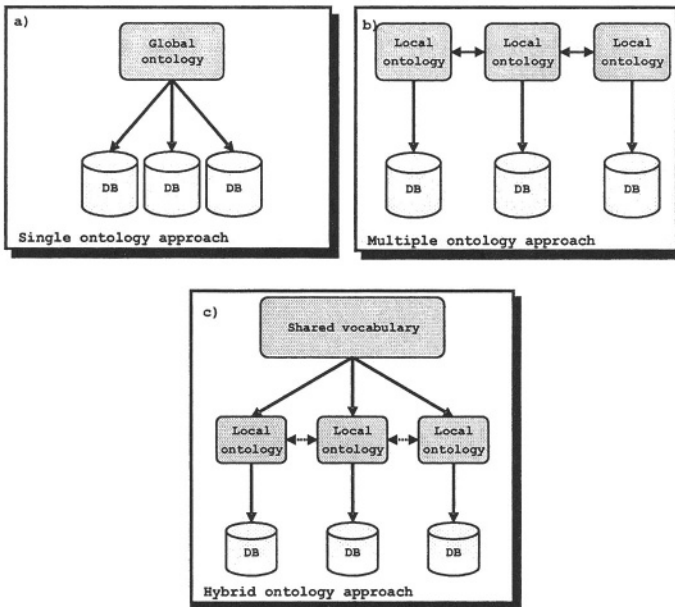 a)
Global
ontology
DB
DB
DB
Single ontology approach
b)
Local
ontology
Local
ontology
Local
ontology
DB
DB
DB
Multiple ontology approach
c)
Shared vocabulary
Local
ontology
Local
ontology
Local
ontology
DB
DB
DB
Hybrid ontology approach